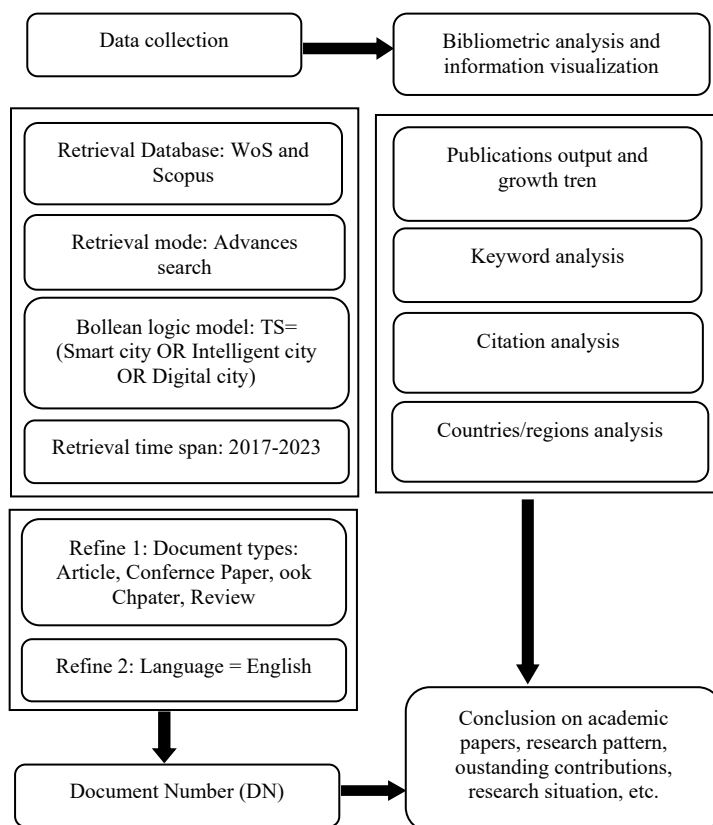 Data collection
Bibliometric analysis and
information visualization
Retrieval Database: WoS and
Scopus
Retrieval mode: Advances
search
Bollean logic model: TS=
(Smart city OR Intelligent city
OR Digital city)
Retrieval time span: 2017-2023
Refine 1: Document types:
Article, Confernce Paper, ook
Chpater, Review
Refine 2: Language = English
Document Number (DN)
Publications output and
growth tren
Keyword analysis
Citation analysis
Countries/regions analysis
Conclusion on academic
papers, research pattern,
oustanding contributions,
research situation, etc.